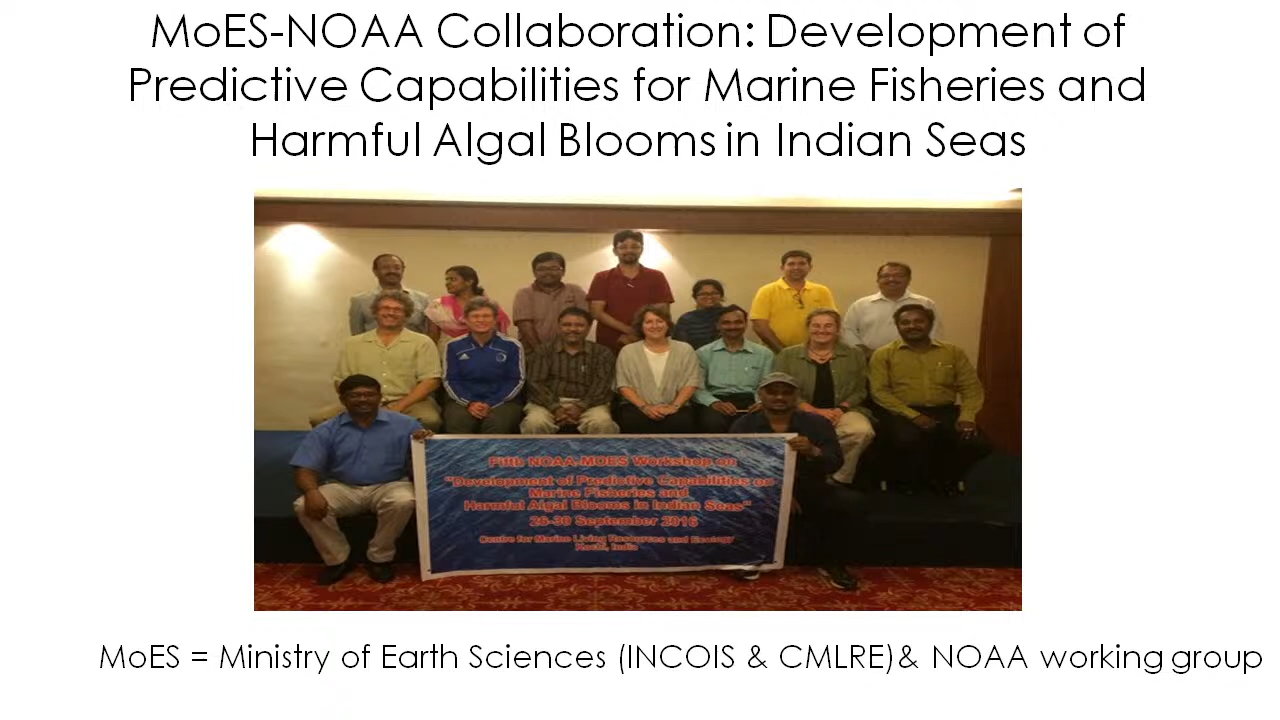 MoES-NOAA Collaboration: Development of
Predictive Capabilities for Marine Fisheries and
Harmful Algal Blooms in Indian Seas
Fifth NOAA-MOES Workshop on
"Development of Predictive Capabilities on
Marine Fisheries and
Harmful Algal Blooms in Indian Seas"
26-30 September 2016
Centre for Marine Living Resources and Ecology
Kochi, India
MoES = Ministry of Earth Sciences (INCOIS & CMLRE)& NOAA working group